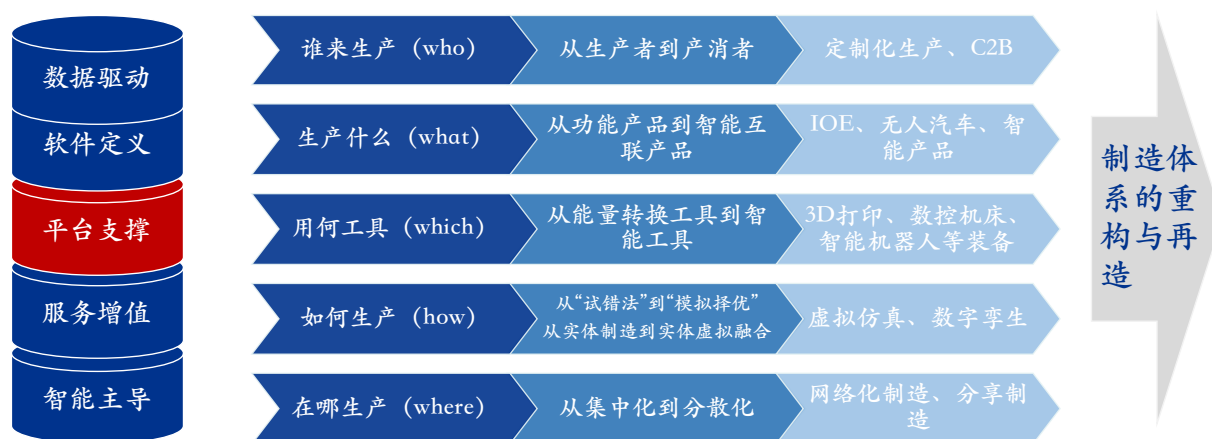 数据驱动
软件定义
平台支撑
服务增值
智能主导
谁来生产（who）
从生产者到产消者
定制化生产、C2B
生产什么（what）
从功能产品到智能互
联产品
IOE、无人汽车、智
能产品
用何工具（which）
从能量转换工具到智
能工具
3D打印、数控机床、
智能机器人等装备
如何生产（how）
从“试错法”到“模拟择优”
从实体制造到实体虚拟融合
虚拟仿真、数字孪生
在哪生产（where）
从集中化到分散化
网络化制造、分享制
造
制造体
系的重
构与再
造